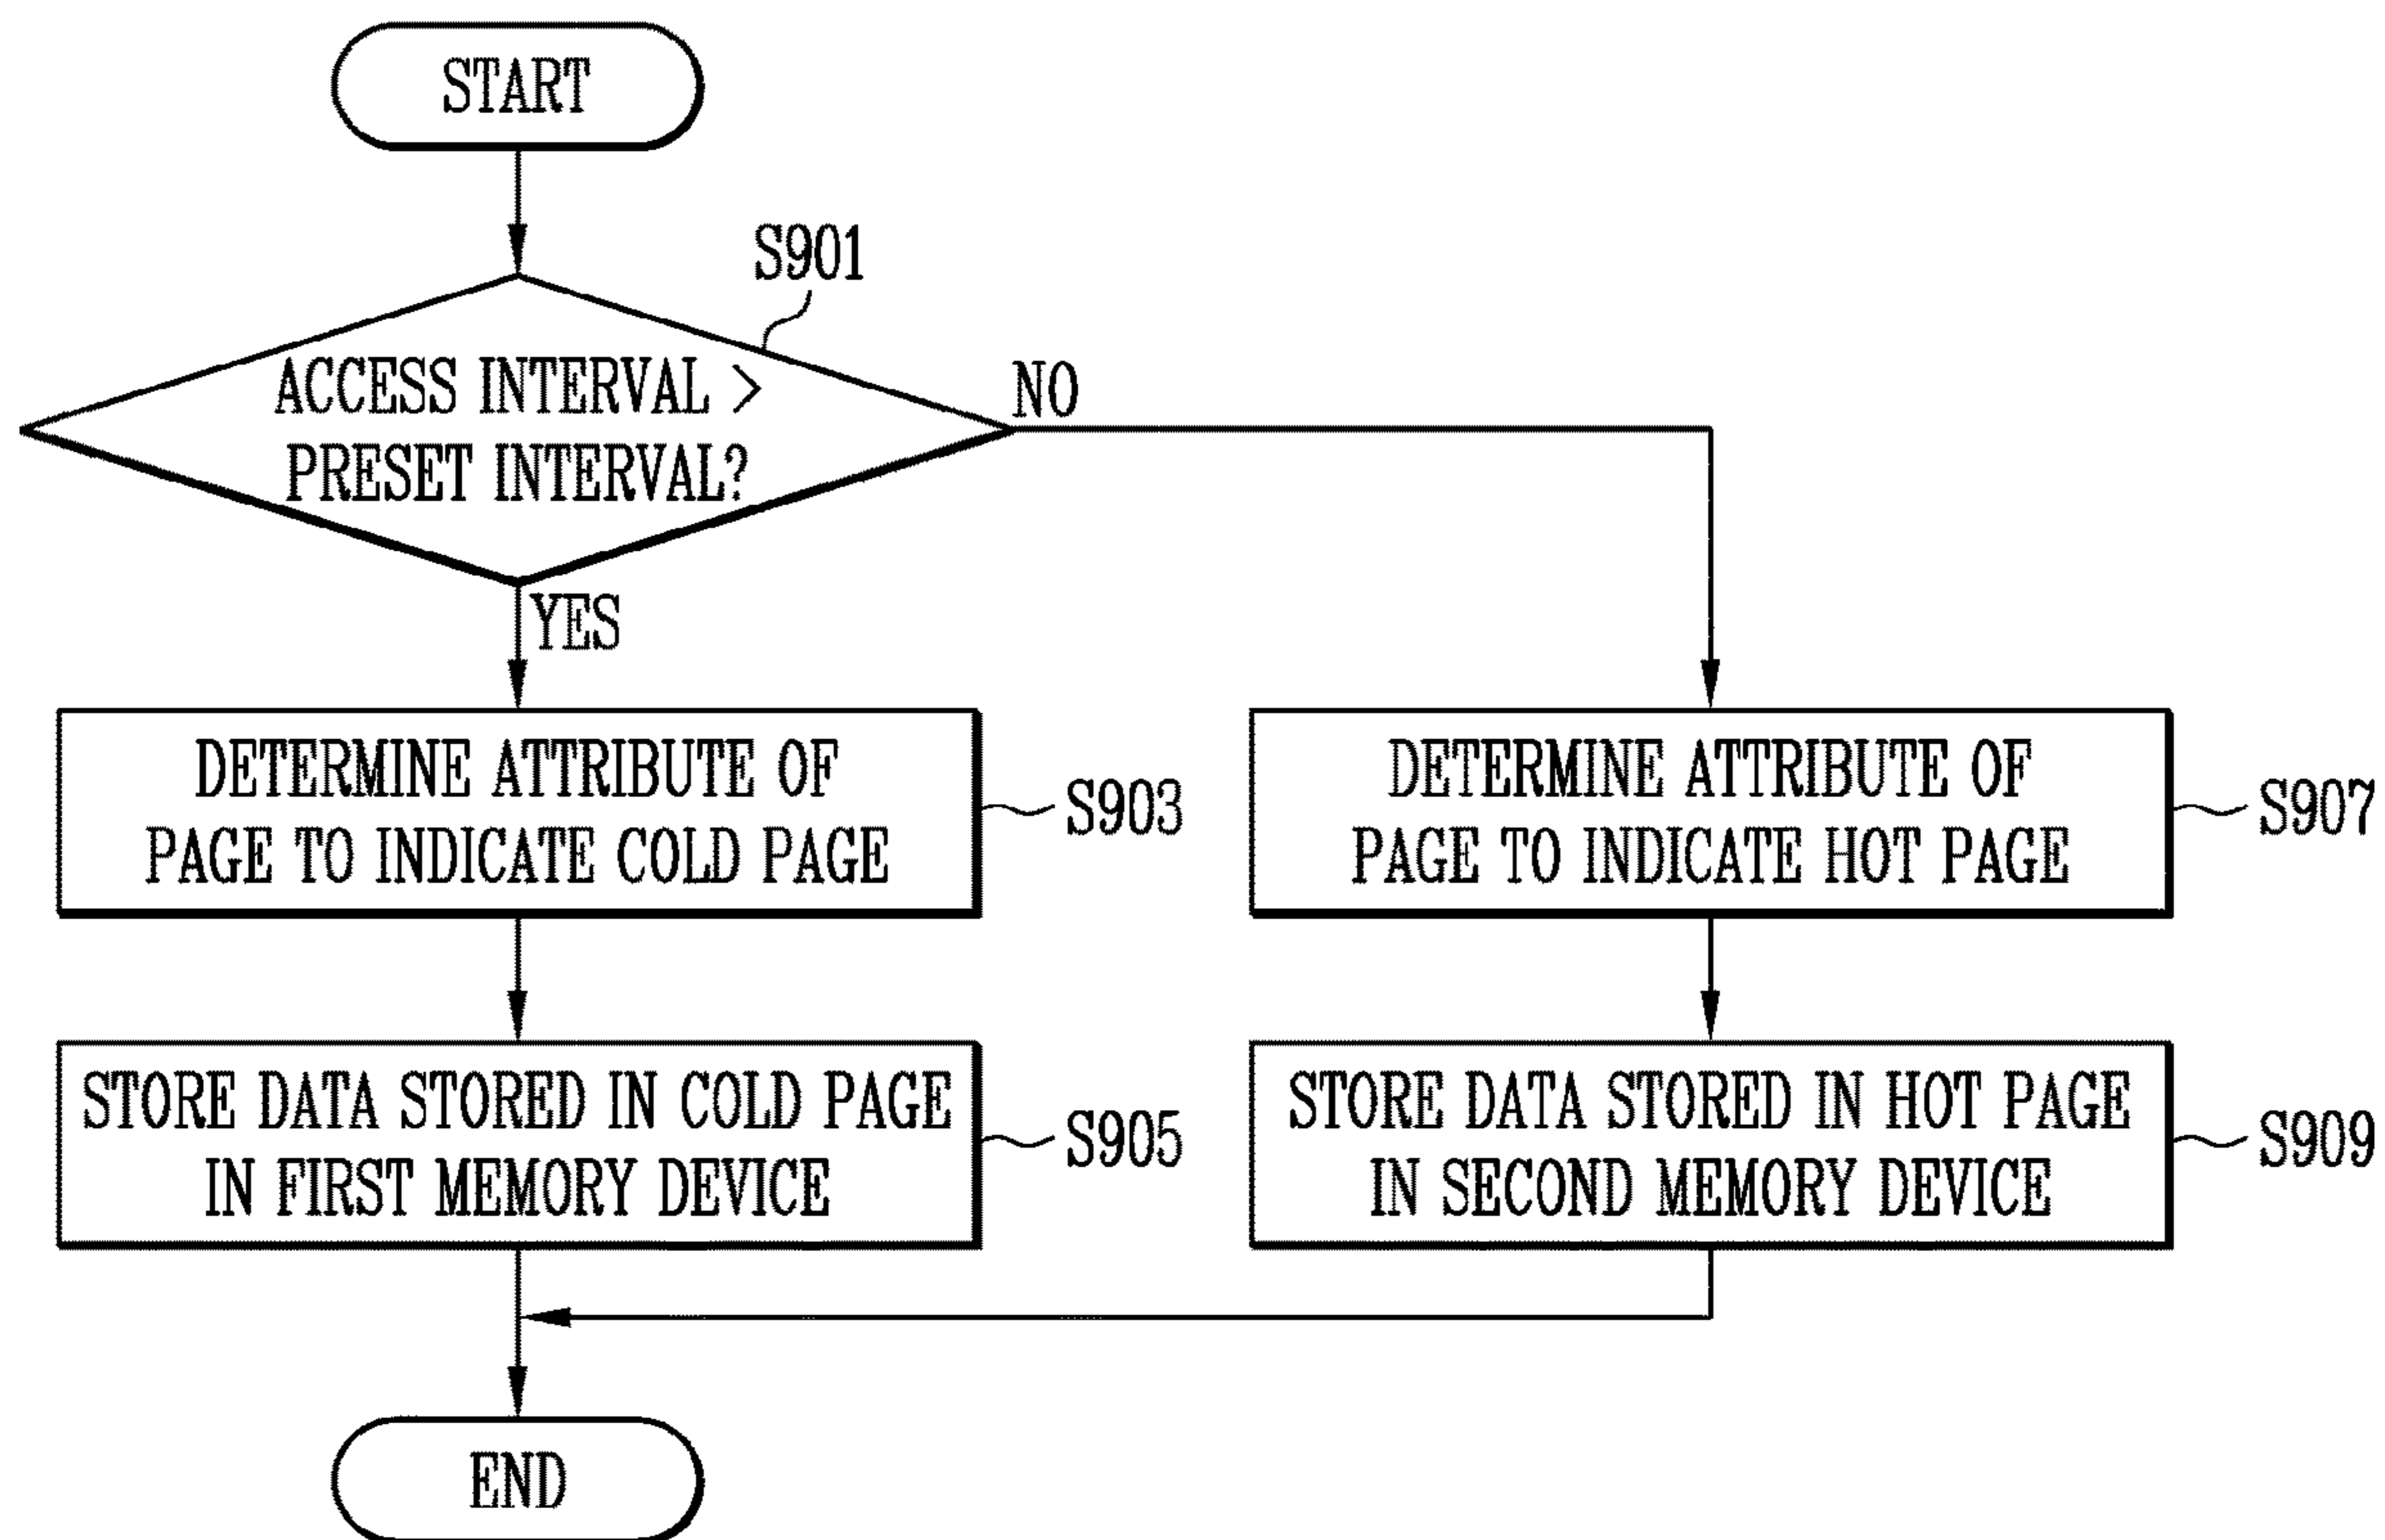 START
S901
ACCESS INTERVAL >
PRESET INTERVAL?
NO
YES
DETERMINE ATTRIBUTE OF
PAGE TO INDICATE COLD PAGE
S903
DETERMINE ATTRIBUTE OF
PAGE TO INDICATE HOT PAGE
S907
STORE DATA STORED IN COLD PAGE
IN FIRST MEMORY DEVICE
S905
STORE DATA STORED IN HOT PAGE
IN SECOND MEMORY DEVICE
S909
END